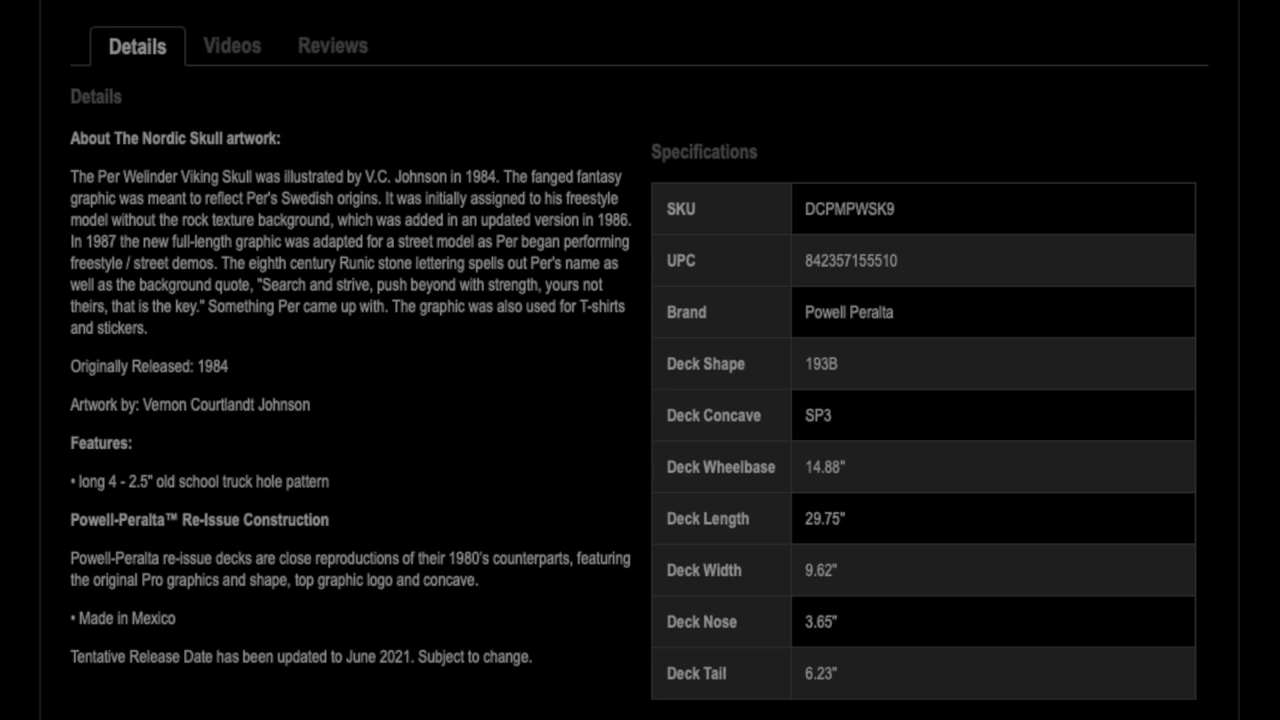 Details Videos Reviews
Details
About The Nordic Skull artwork:
The Per Welinder Viking Skull was illustrated by V.C. Johnson in 1984. The fanged fantasy
graphic was meant to reflect Per's Swedish origins. It was initially assigned to his freestyle
model without the rock texture background, which was added in an updated version in 1986.
In 1987 the new full-length graphic was adapted for a street model as Per began performing
freestyle / street demos. The eighth century Runic stone lettering spells out Per's name as
well as the background quote, "Search and strive, push beyond with strength, yours not
theirs, that is the key." Something Per came up with. The graphic was also used for T-shirts
and stickers.
Originally Released: 1984
Artwork by: Vernon Courtlandt Johnson
Features:
• long 4 - 2.5" old school truck hole pattern
Powell-Peralta™ Re-Issue Construction
Powell-Peralta re-issue decks are close reproductions of their 1980's counterparts, featuring
the original Pro graphics and shape, top graphic logo and concave.
• Made in Mexico
Tentative Release Date has been updated to June 2021. Subject to change.
Specifications
SKU DCPMPWSK9
UPC 842357155510
Brand Powell Peralta
Deck Shape 193B
Deck Concave SP3
Deck Wheelbase 14.88"
Deck Length 29.75"
Deck Width 9.62"
Deck Nose 3.65"
Deck Tail 6.23"